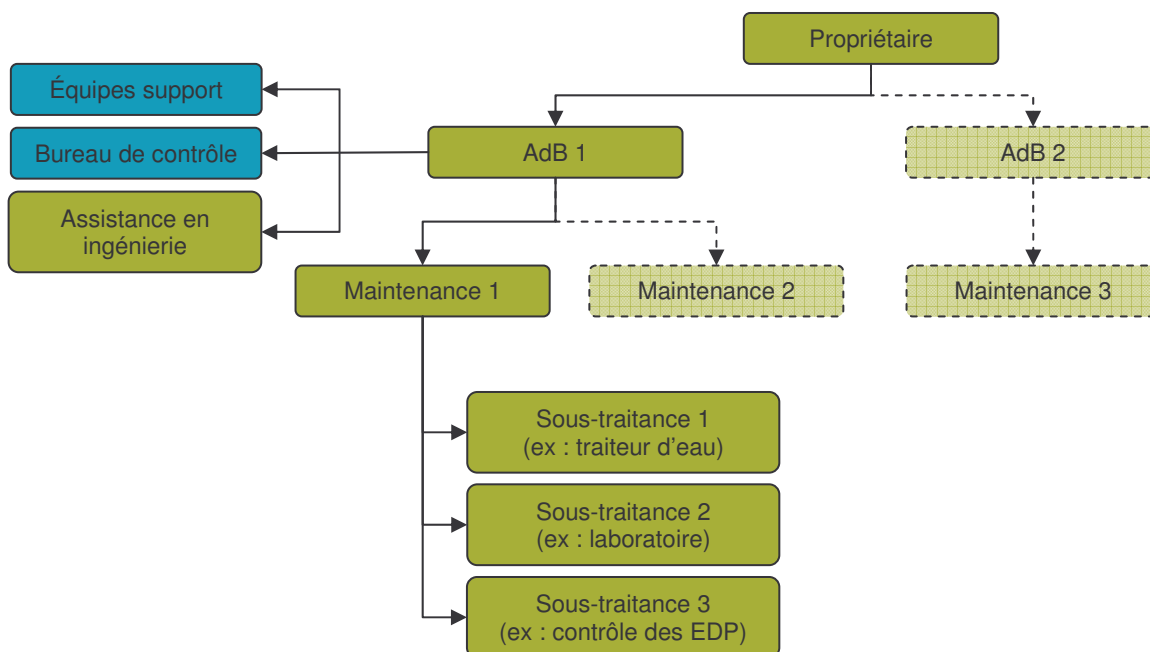 Propriétaire
Équipes support
Bureau de contrôle
AdB 1
AdB 2
Assistance en
ingénierie
Maintenance 1
Maintenance 2
Maintenance 3
Sous-traitance 1
(ex : traiteur d'eau)
Sous-traitance 2
(ex : laboratoire)
Sous-traitance 3
(ex : contrôle des EDP)